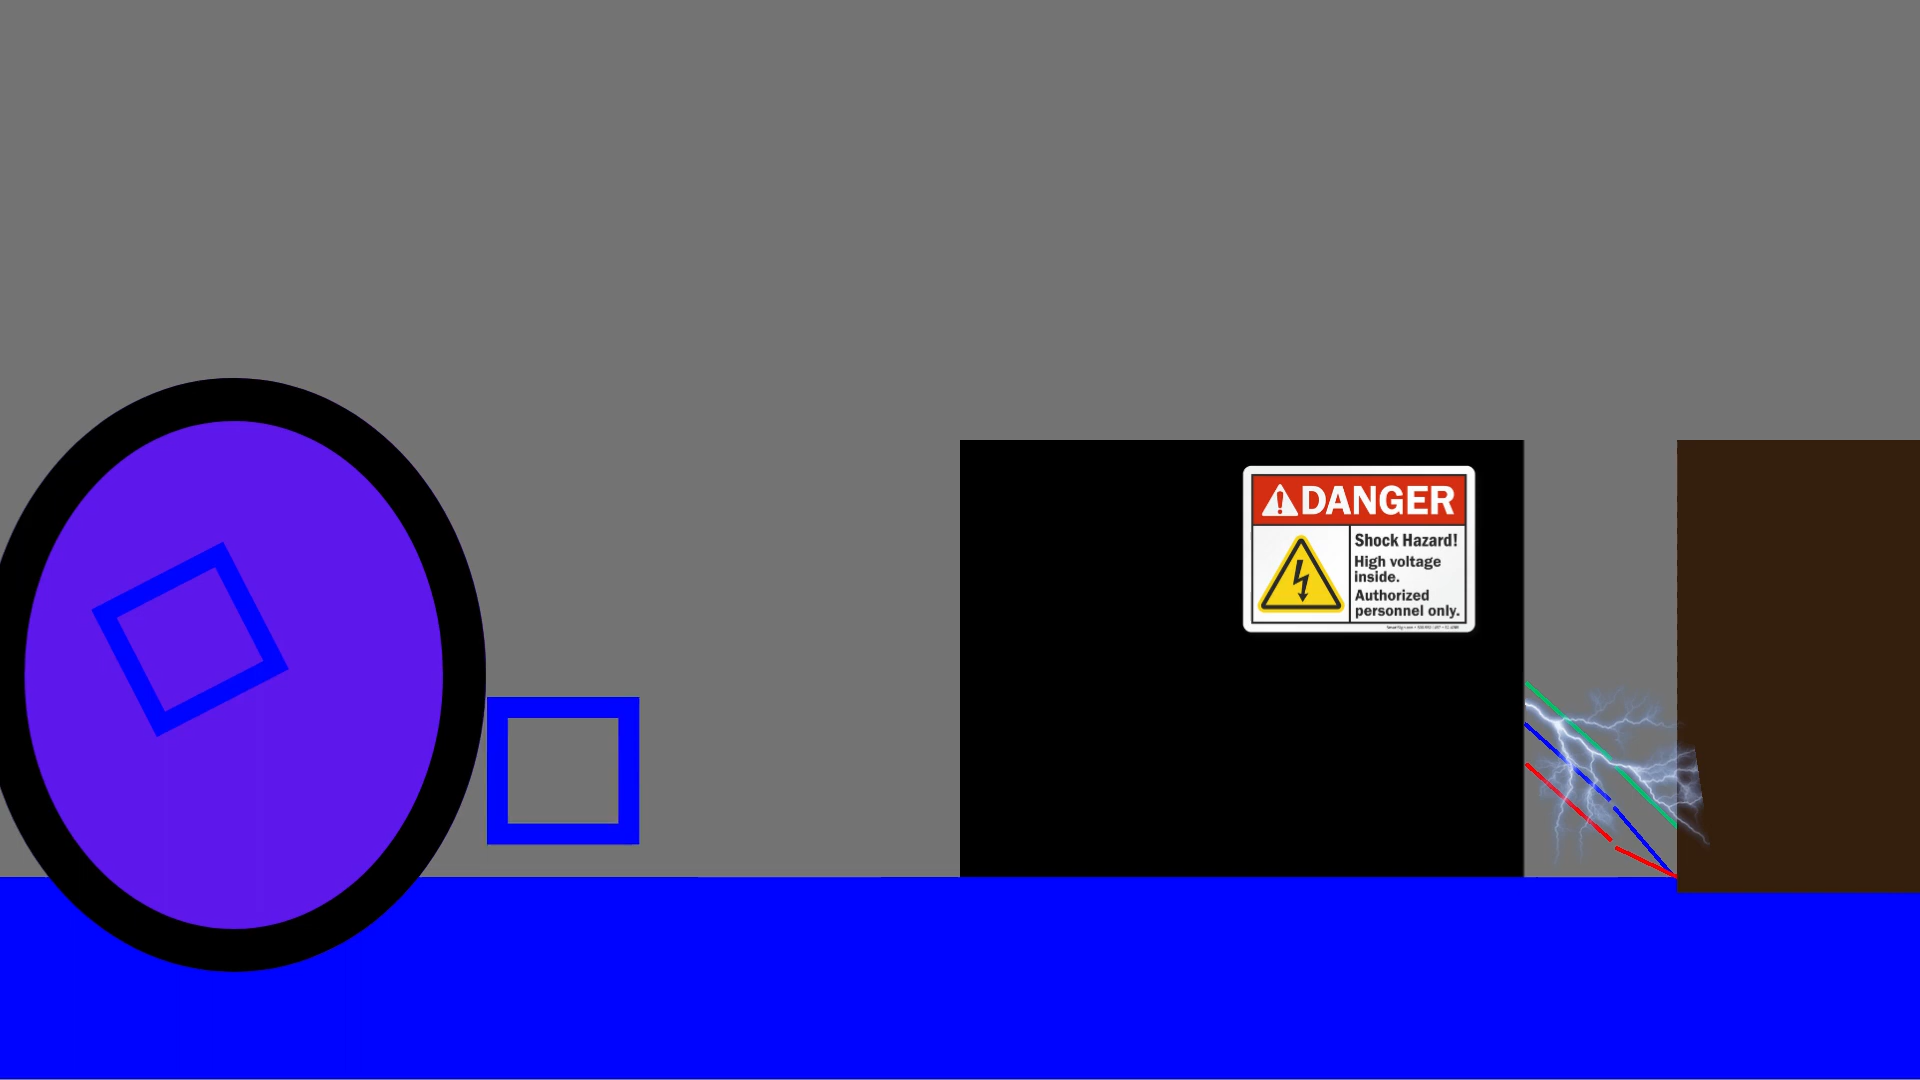 DANGER
Shock Hazard!
High voltage
inside.
Authorized
personnel only.